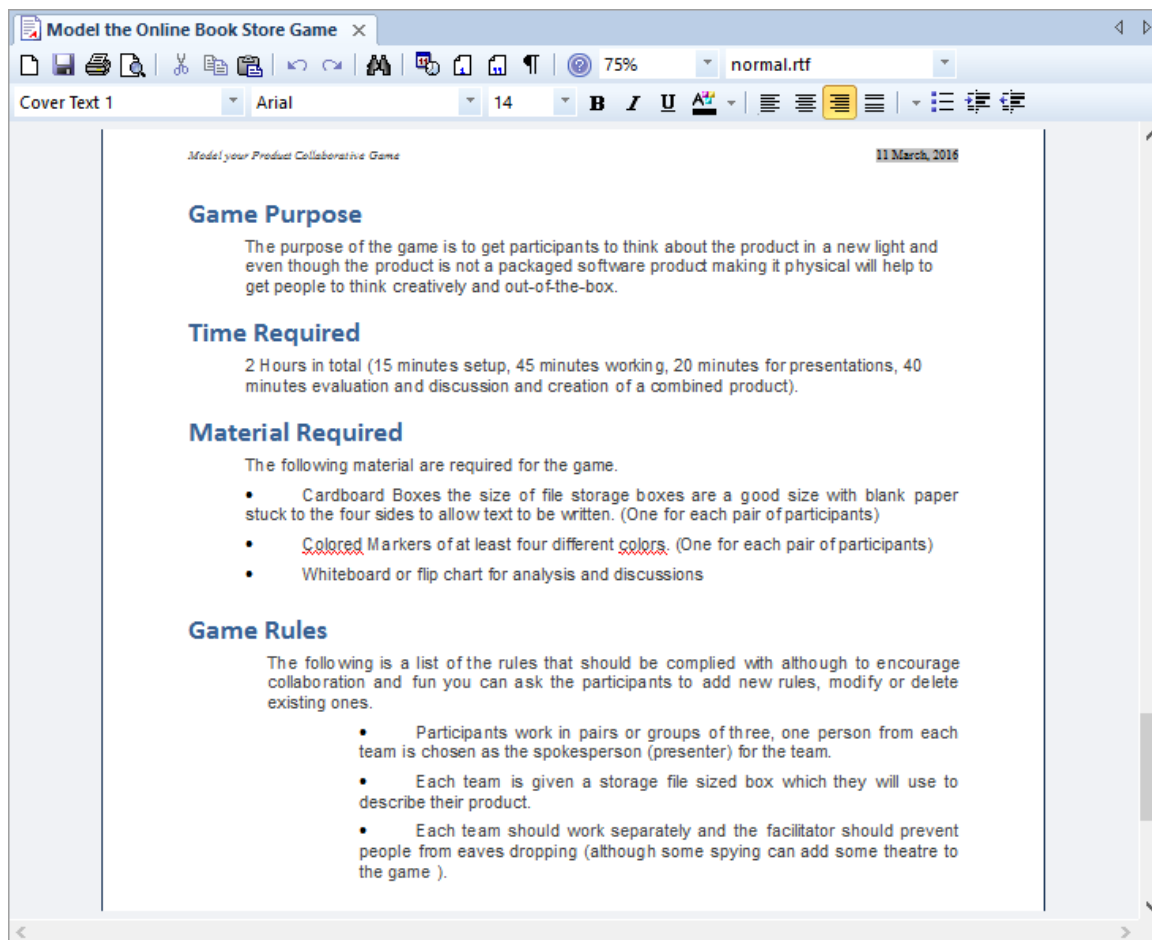 Model the Online Book Store Game
75% normal.rtf
Cover Text 1 Arial 14 B I U
Model your Product Collaborative Game 11 March, 2016
Game Purpose
The purpose of the game is to get participants to think about the product in a new light and
even though the product is not a packaged software product making it physical will help to
get people to think creatively and out-of-the-box.
Time Required
2 Hours in total (15 minutes setup, 45 minutes working, 20 minutes for presentations, 40
minutes evaluation and discussion and creation of a combined product).
Material Required
The following material are required for the game.
• Cardboard Boxes the size of file storage boxes are a good size with blank paper
stuck to the four sides to allow text to be written. (One for each pair of participants)
• Colored Markers of at least four different colors. (One for each pair of participants)
• Whiteboard or flip chart for analysis and discussions
Game Rules
The following is a list of the rules that should be complied with although to encourage
collaboration and fun you can ask the participants to add new rules, modify or delete
existing ones.
• Participants work in pairs or groups of three, one person from each
team is chosen as the spokesperson (presenter) for the team.
• Each team is given a storage file sized box which they will use to
describe their product.
• Each team should work separately and the facilitator should prevent
people from eaves dropping (although some spying can add some theatre to
the game ).